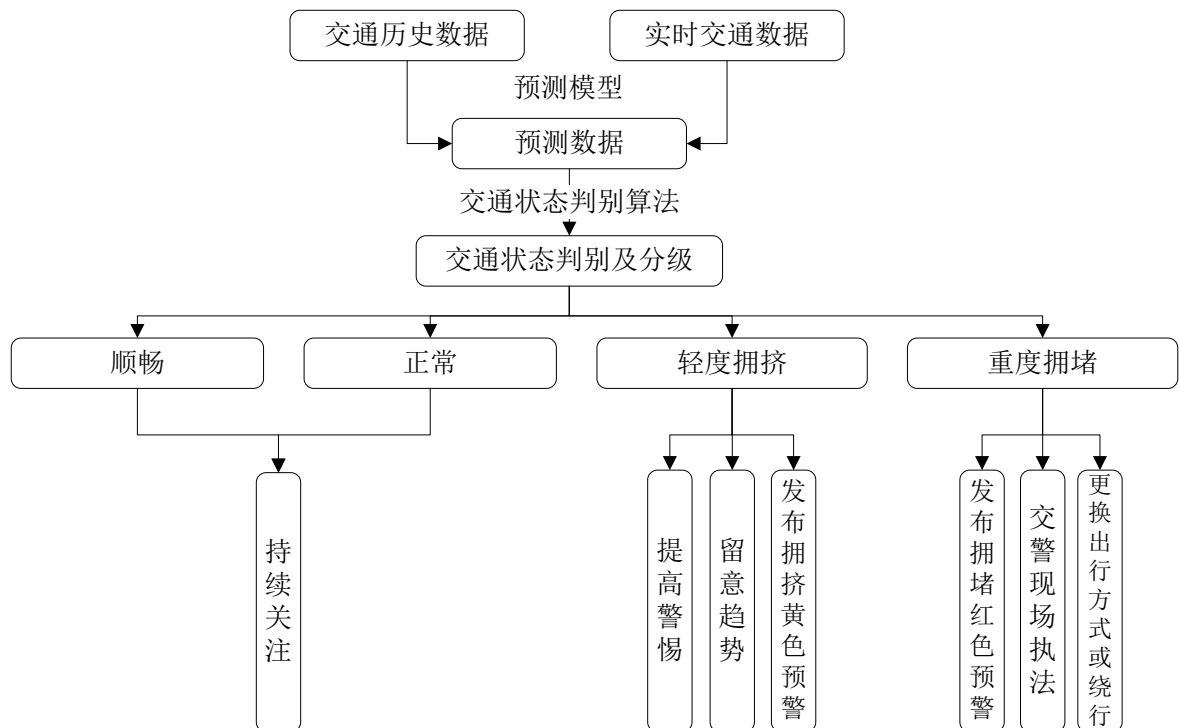 交通历史数据
实时交通数据
预测模型
预测数据
交通状态判别算法
交通状态判别及分级
顺畅
正常
轻度拥挤
重度拥堵
持续关注
提高警惕
留意趋势
发布拥挤黄色预警
发布拥堵红色预警
交警现场执法
更换出行方式或绕行